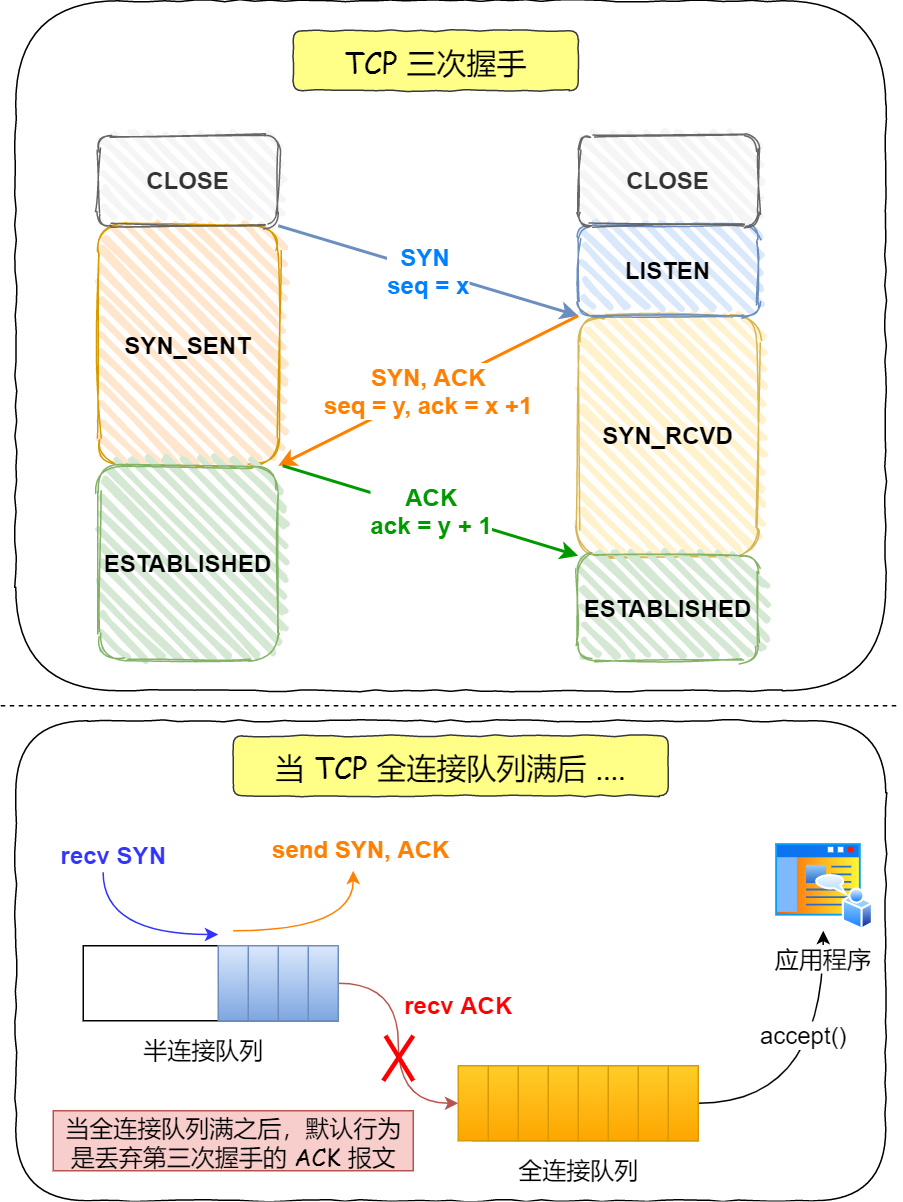 TCP 三次握手
CLOSE
CLOSE
SYN
seq = x
LISTEN
SYN_SENT
SYN, ACK
seq = y, ack = x +1
SYN_RCVD
ACK
ack = y + 1
ESTABLISHED
ESTABLISHED
当 TCP 全连接队列满后 ....
recv SYN
send SYN, ACK
应用程序
recv ACK
半连接队列
accept()
当全连接队列满之后，默认行为
是丢弃第三次握手的 ACK 报文
全连接队列